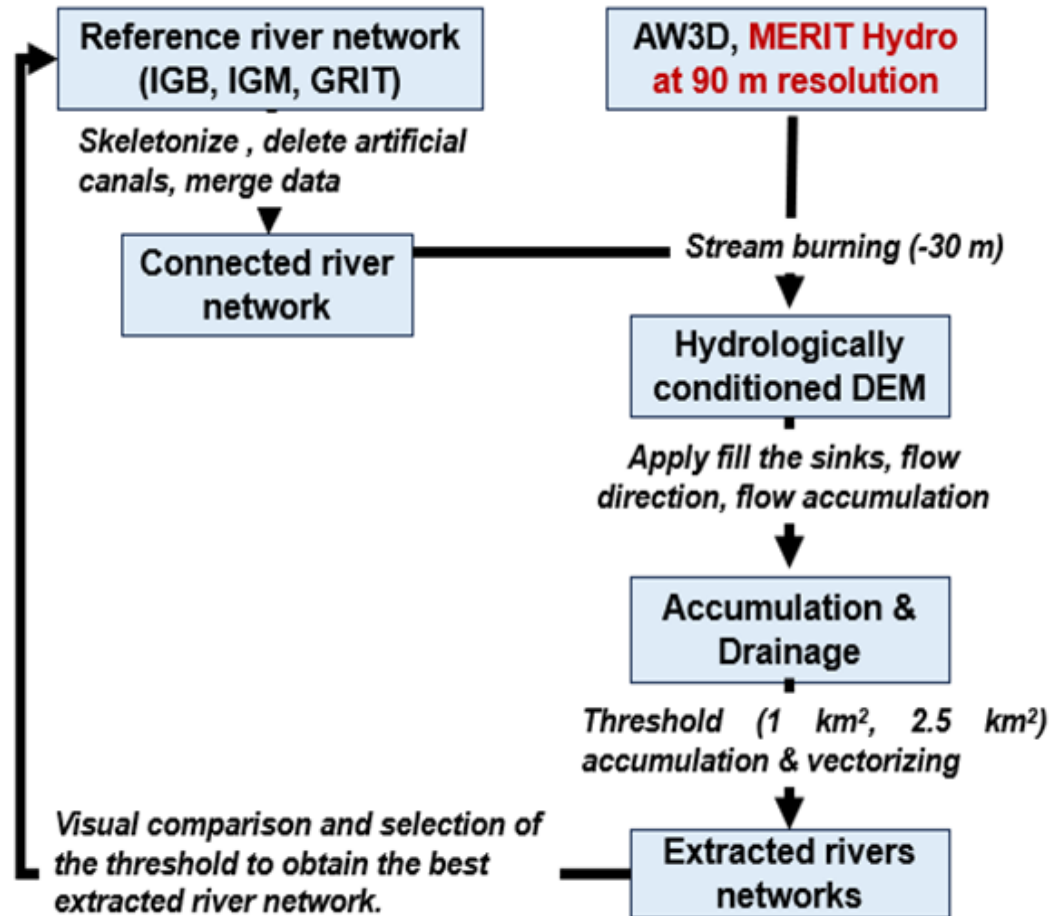 Reference river network
(IGB, IGM, GRIT)
AW3D, MERIT Hydro
at 90 m resolution
Skeletonize , delete artificial
canals, merge data
Connected river
network
Stream burning (-30 m)
Hydrologically
conditioned DEM
Apply fill the sinks, flow
direction, flow accumulation
Accumulation &
Drainage
Threshold (1 km², 2.5 km²)
accumulation & vectorizing
Visual comparison and selection of
the threshold to obtain the best
extracted river network.
Extracted rivers
networks